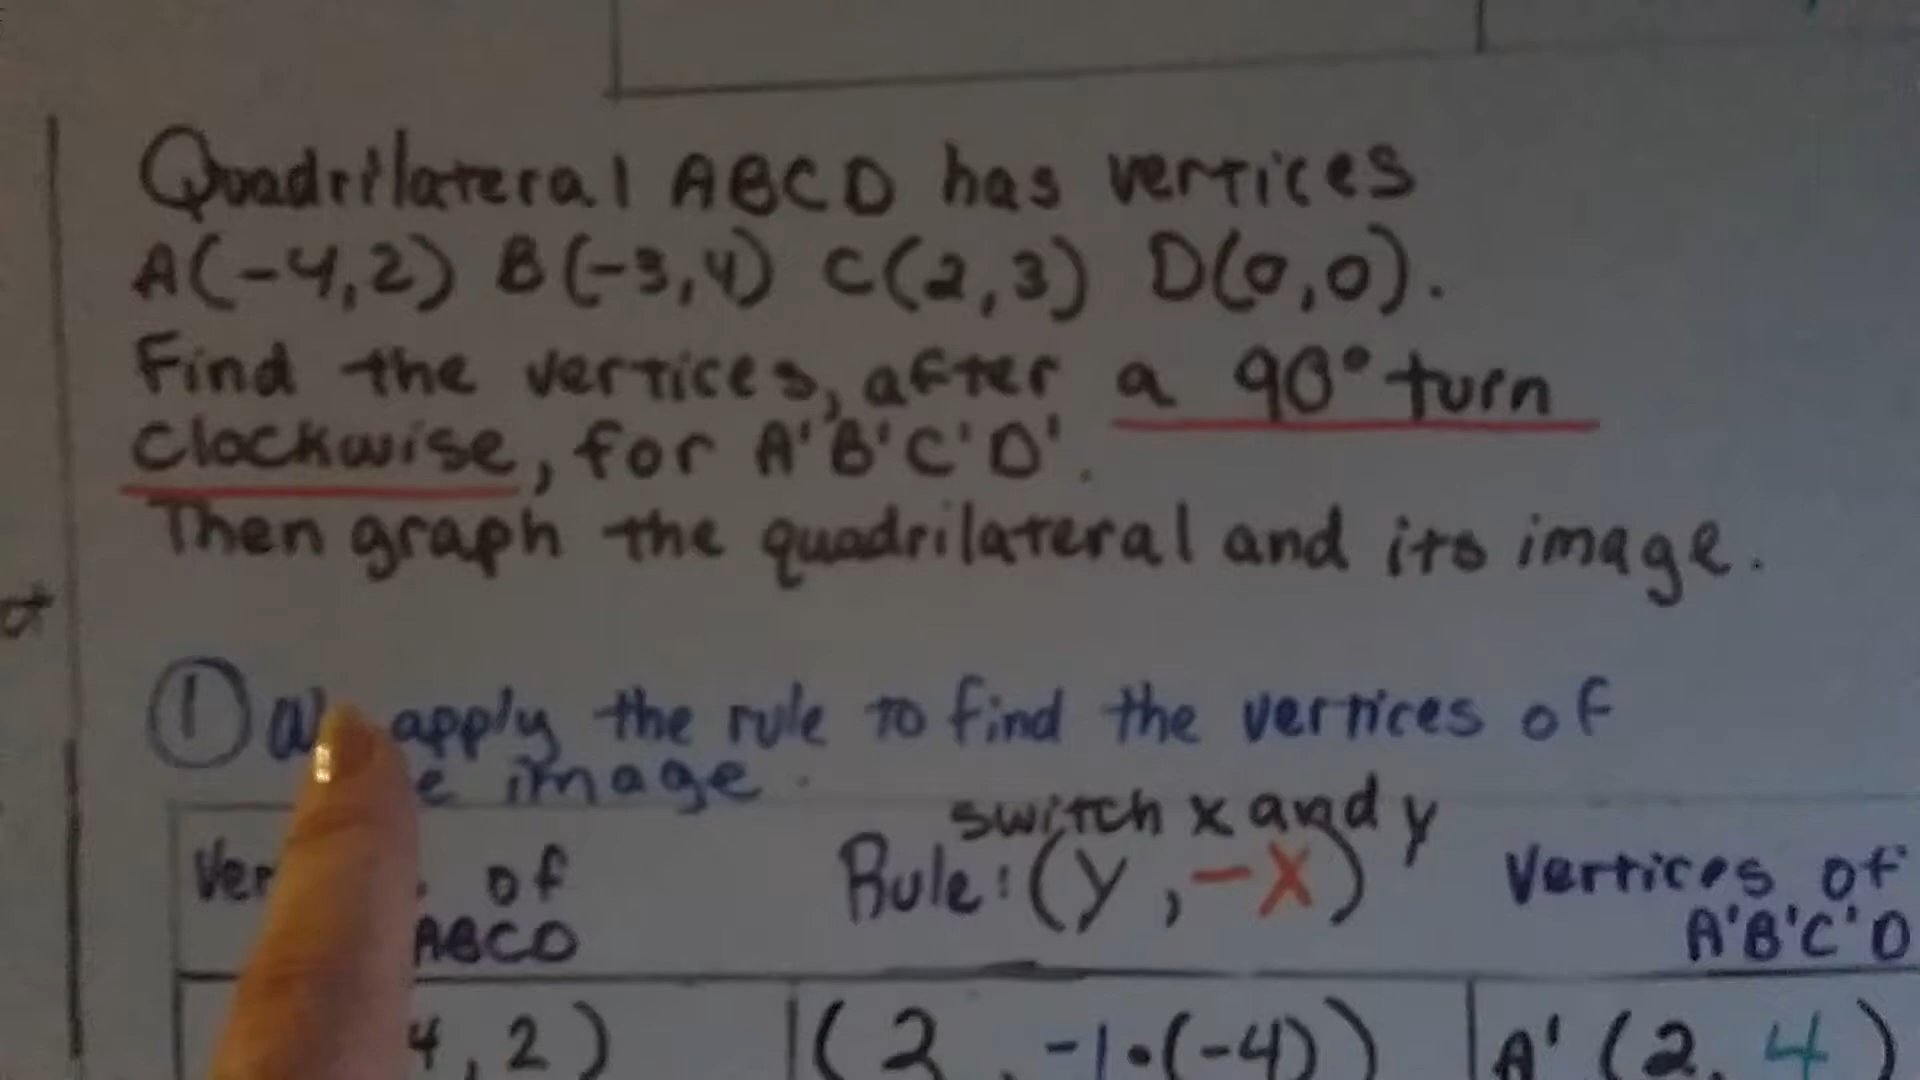 Quadrilateral ABCD has vertices
A(-4,2) B(-3,4) C(2,3) D(0,0).
Find the vertices, after a 90° turn
Clockwise, for A'B'C'D'.
Then graph the quadrilateral and its image.
① apply the rule to find the vertices of
image.
switch x and y
of Rule: (y, -x) Vertices of
ABCD A'B'C'D
4,2) (2, -1•(-4)) A'(2,4)